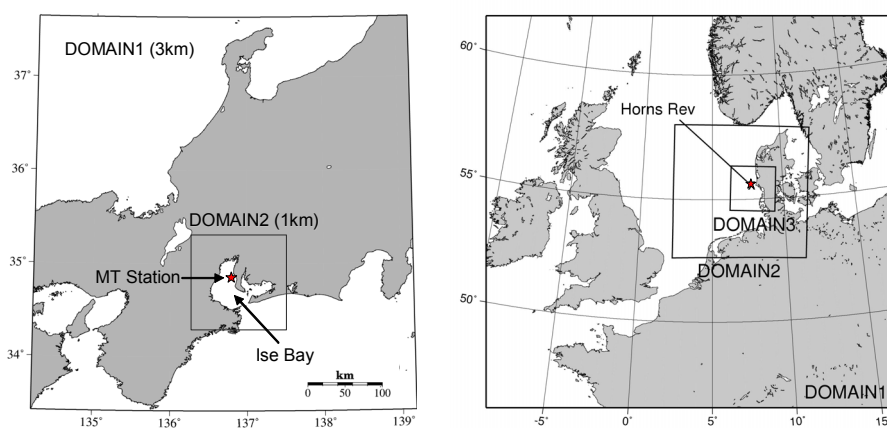 DOMAIN1 (3km)
37°
36°
DOMAIN2 (1km)
35°
MT Station
Ise Bay
34°
km
0 50 100
135° 136° 137° 138° 139°
60°
Horns Rev
55°
DOMAIN3
DOMAIN2
50°
DOMAIN1
-5° 0° 5° 10° 15°